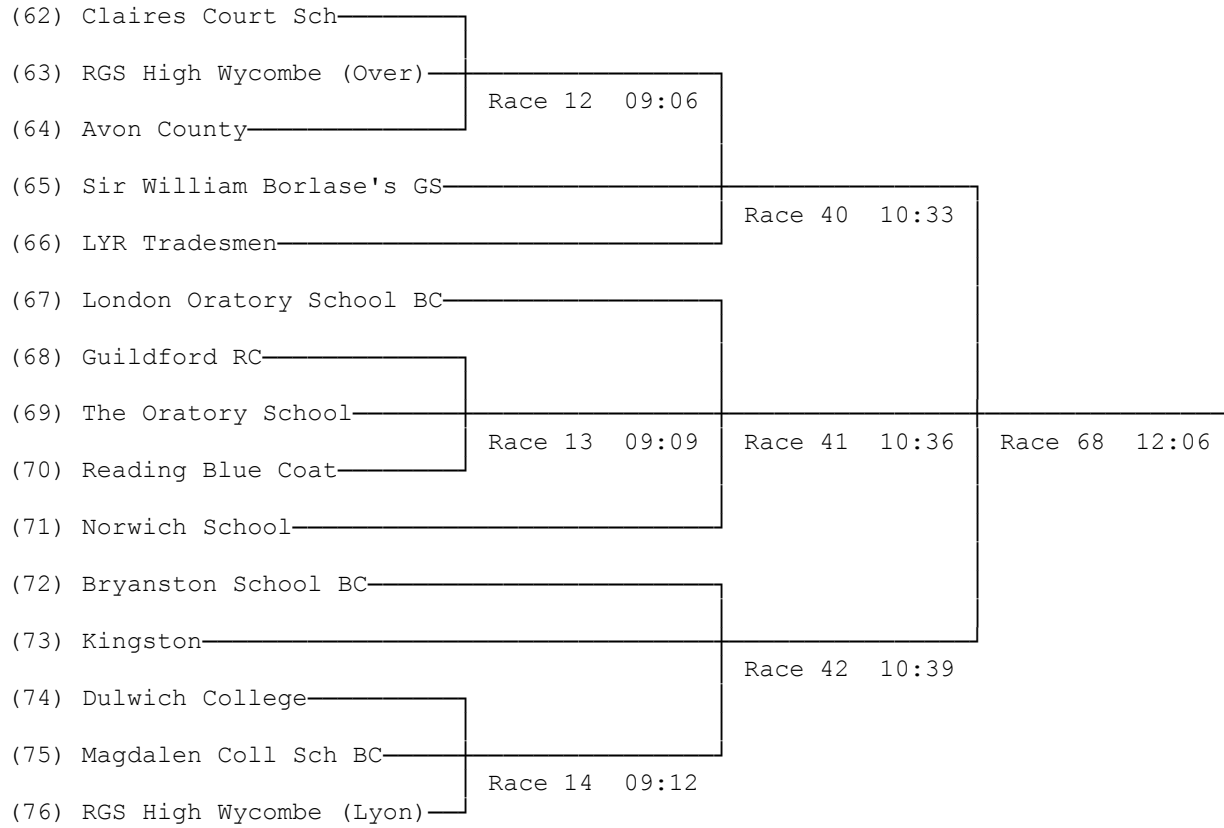 (62) Claires Court Sch
(63) RGS High Wycombe (Over)
Race 12 09:06
(64) Avon County
(65) Sir William Borlase's GS
Race 40 10:33
(66) LYR Tradesmen
(67) London Oratory School BC
(68) Guildford RC
(69) The Oratory School
Race 13 09:09 Race 41 10:36 Race 68 12:06
(70) Reading Blue Coat
(71) Norwich School
(72) Bryanston School BC
(73) Kingston
Race 42 10:39
(74) Dulwich College
(75) Magdalen Coll Sch BC
Race 14 09:12
(76) RGS High Wycombe (Lyon)